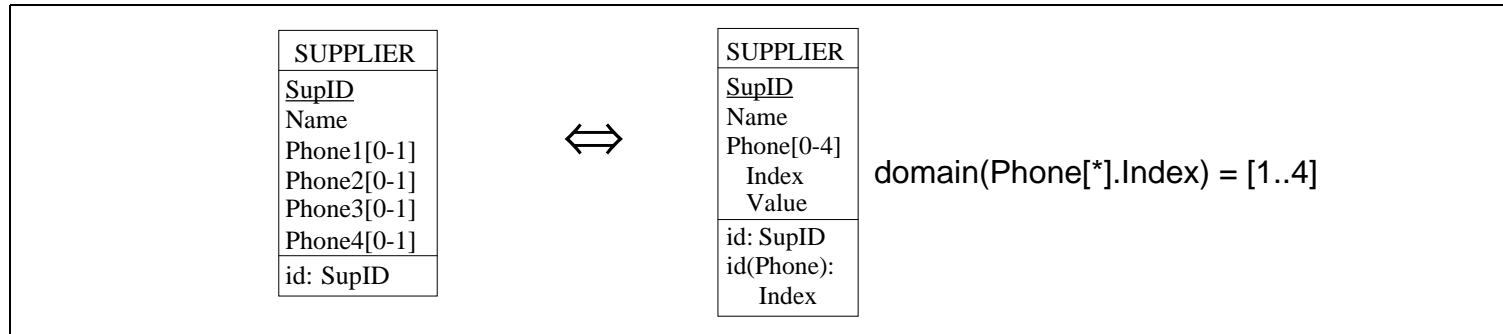 SUPPLIER
SupID
Name
Phone1[0-1]
Phone2[0-1]
Phone3[0-1]
Phone4[0-1]
id: SupID
⇔
SUPPLIER
SupID
Name
Phone[0-4]
Index
Value
id: SupID
id(Phone):
Index
domain(Phone[*].Index) = [1..4]